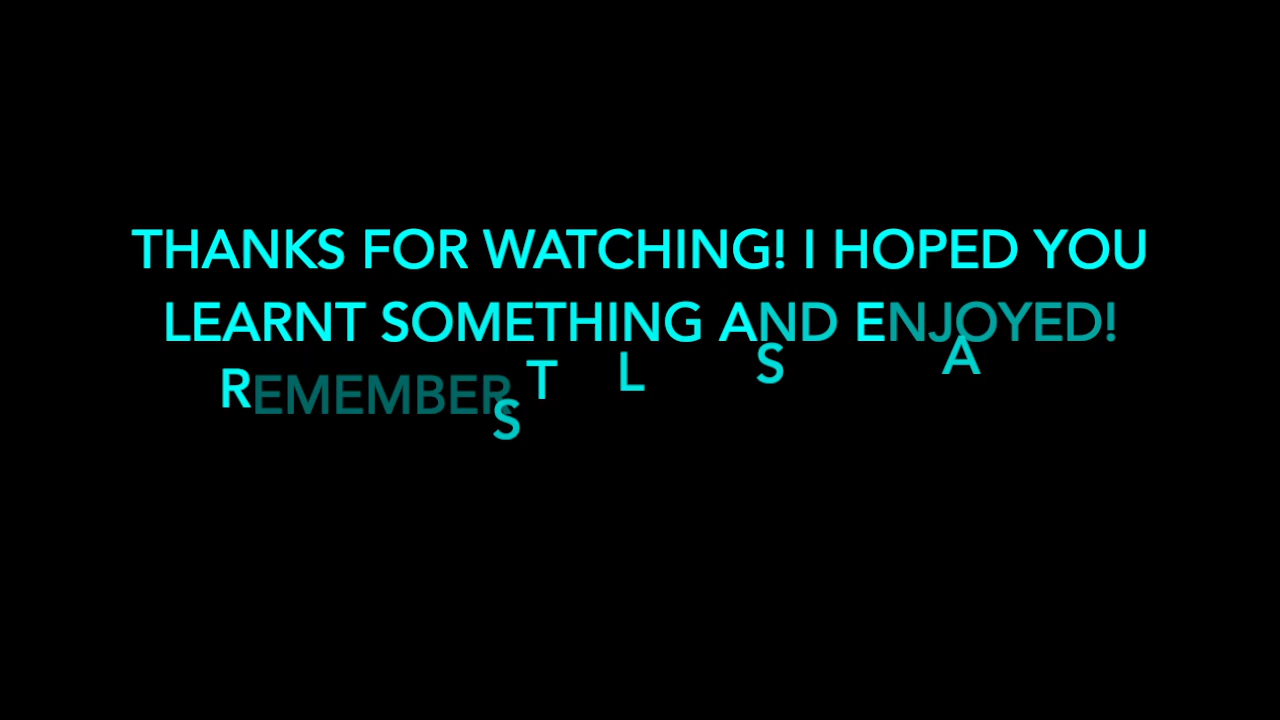 THANKS FOR WATCHING! I HOPED YOU
LEARNT SOMETHING AND ENJOYED!
REMEMBER
S T L S A